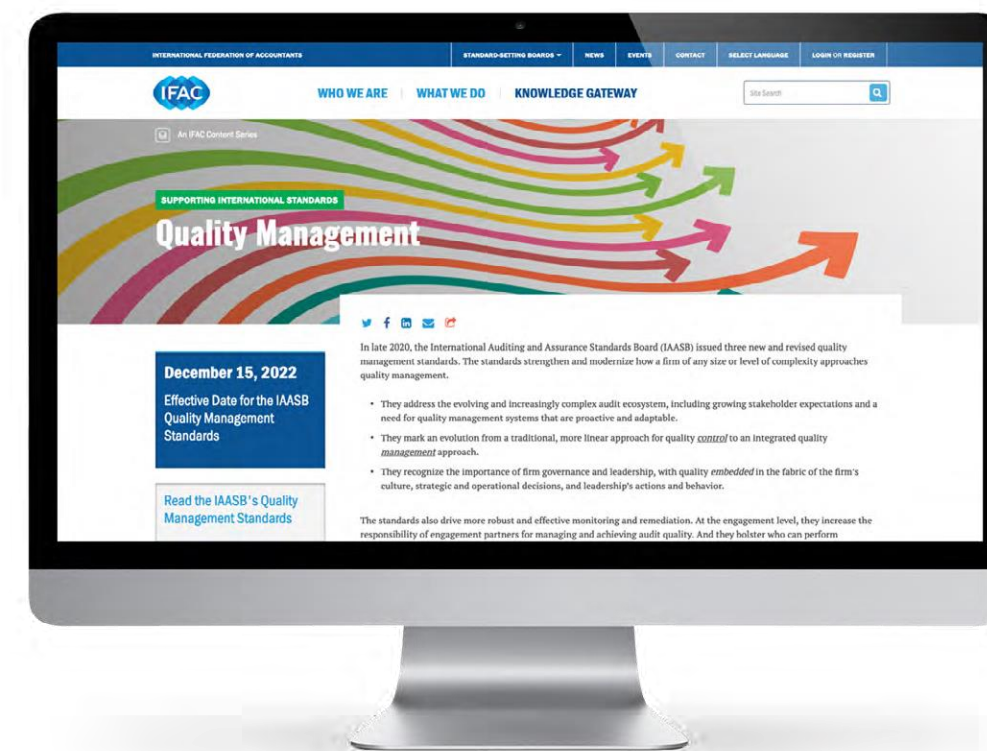 INTERNATIONAL FEDERATION OF ACCOUNTANTS
STANDARD-SETTING BOARDS NEWS EVENTS CONTACT SELECT LANGUAGE LOGIN OR REGISTER
IFAC
WHO WE ARE WHAT WE DO KNOWLEDGE GATEWAY
Site Search
An IFAC Content Series
SUPPORTING INTERNATIONAL STANDARDS
Quality Management
In late 2020, the International Auditing and Assurance Standards Board (IAASB) issued three new and revised quality
management standards. The standards strengthen and modernize how a firm of any size or level of complexity approaches
quality management.
• They address the evolving and increasingly complex audit ecosystem, including growing stakeholder expectations and a
need for quality management systems that are proactive and adaptable.
• They mark an evolution from a traditional, more linear approach for quality control to an integrated quality
management approach.
• They recognize the importance of firm governance and leadership, with quality embedded in the fabric of the firm's
culture, strategic and operational decisions, and leadership's actions and behavior.
The standards also drive more robust and effective monitoring and remediation. At the engagement level, they increase the
responsibility of engagement partners for managing and achieving audit quality. And they bolster who can perform
December 15, 2022
Effective Date for the IAASB
Quality Management
Standards
Read the IAASB's Quality
Management Standards